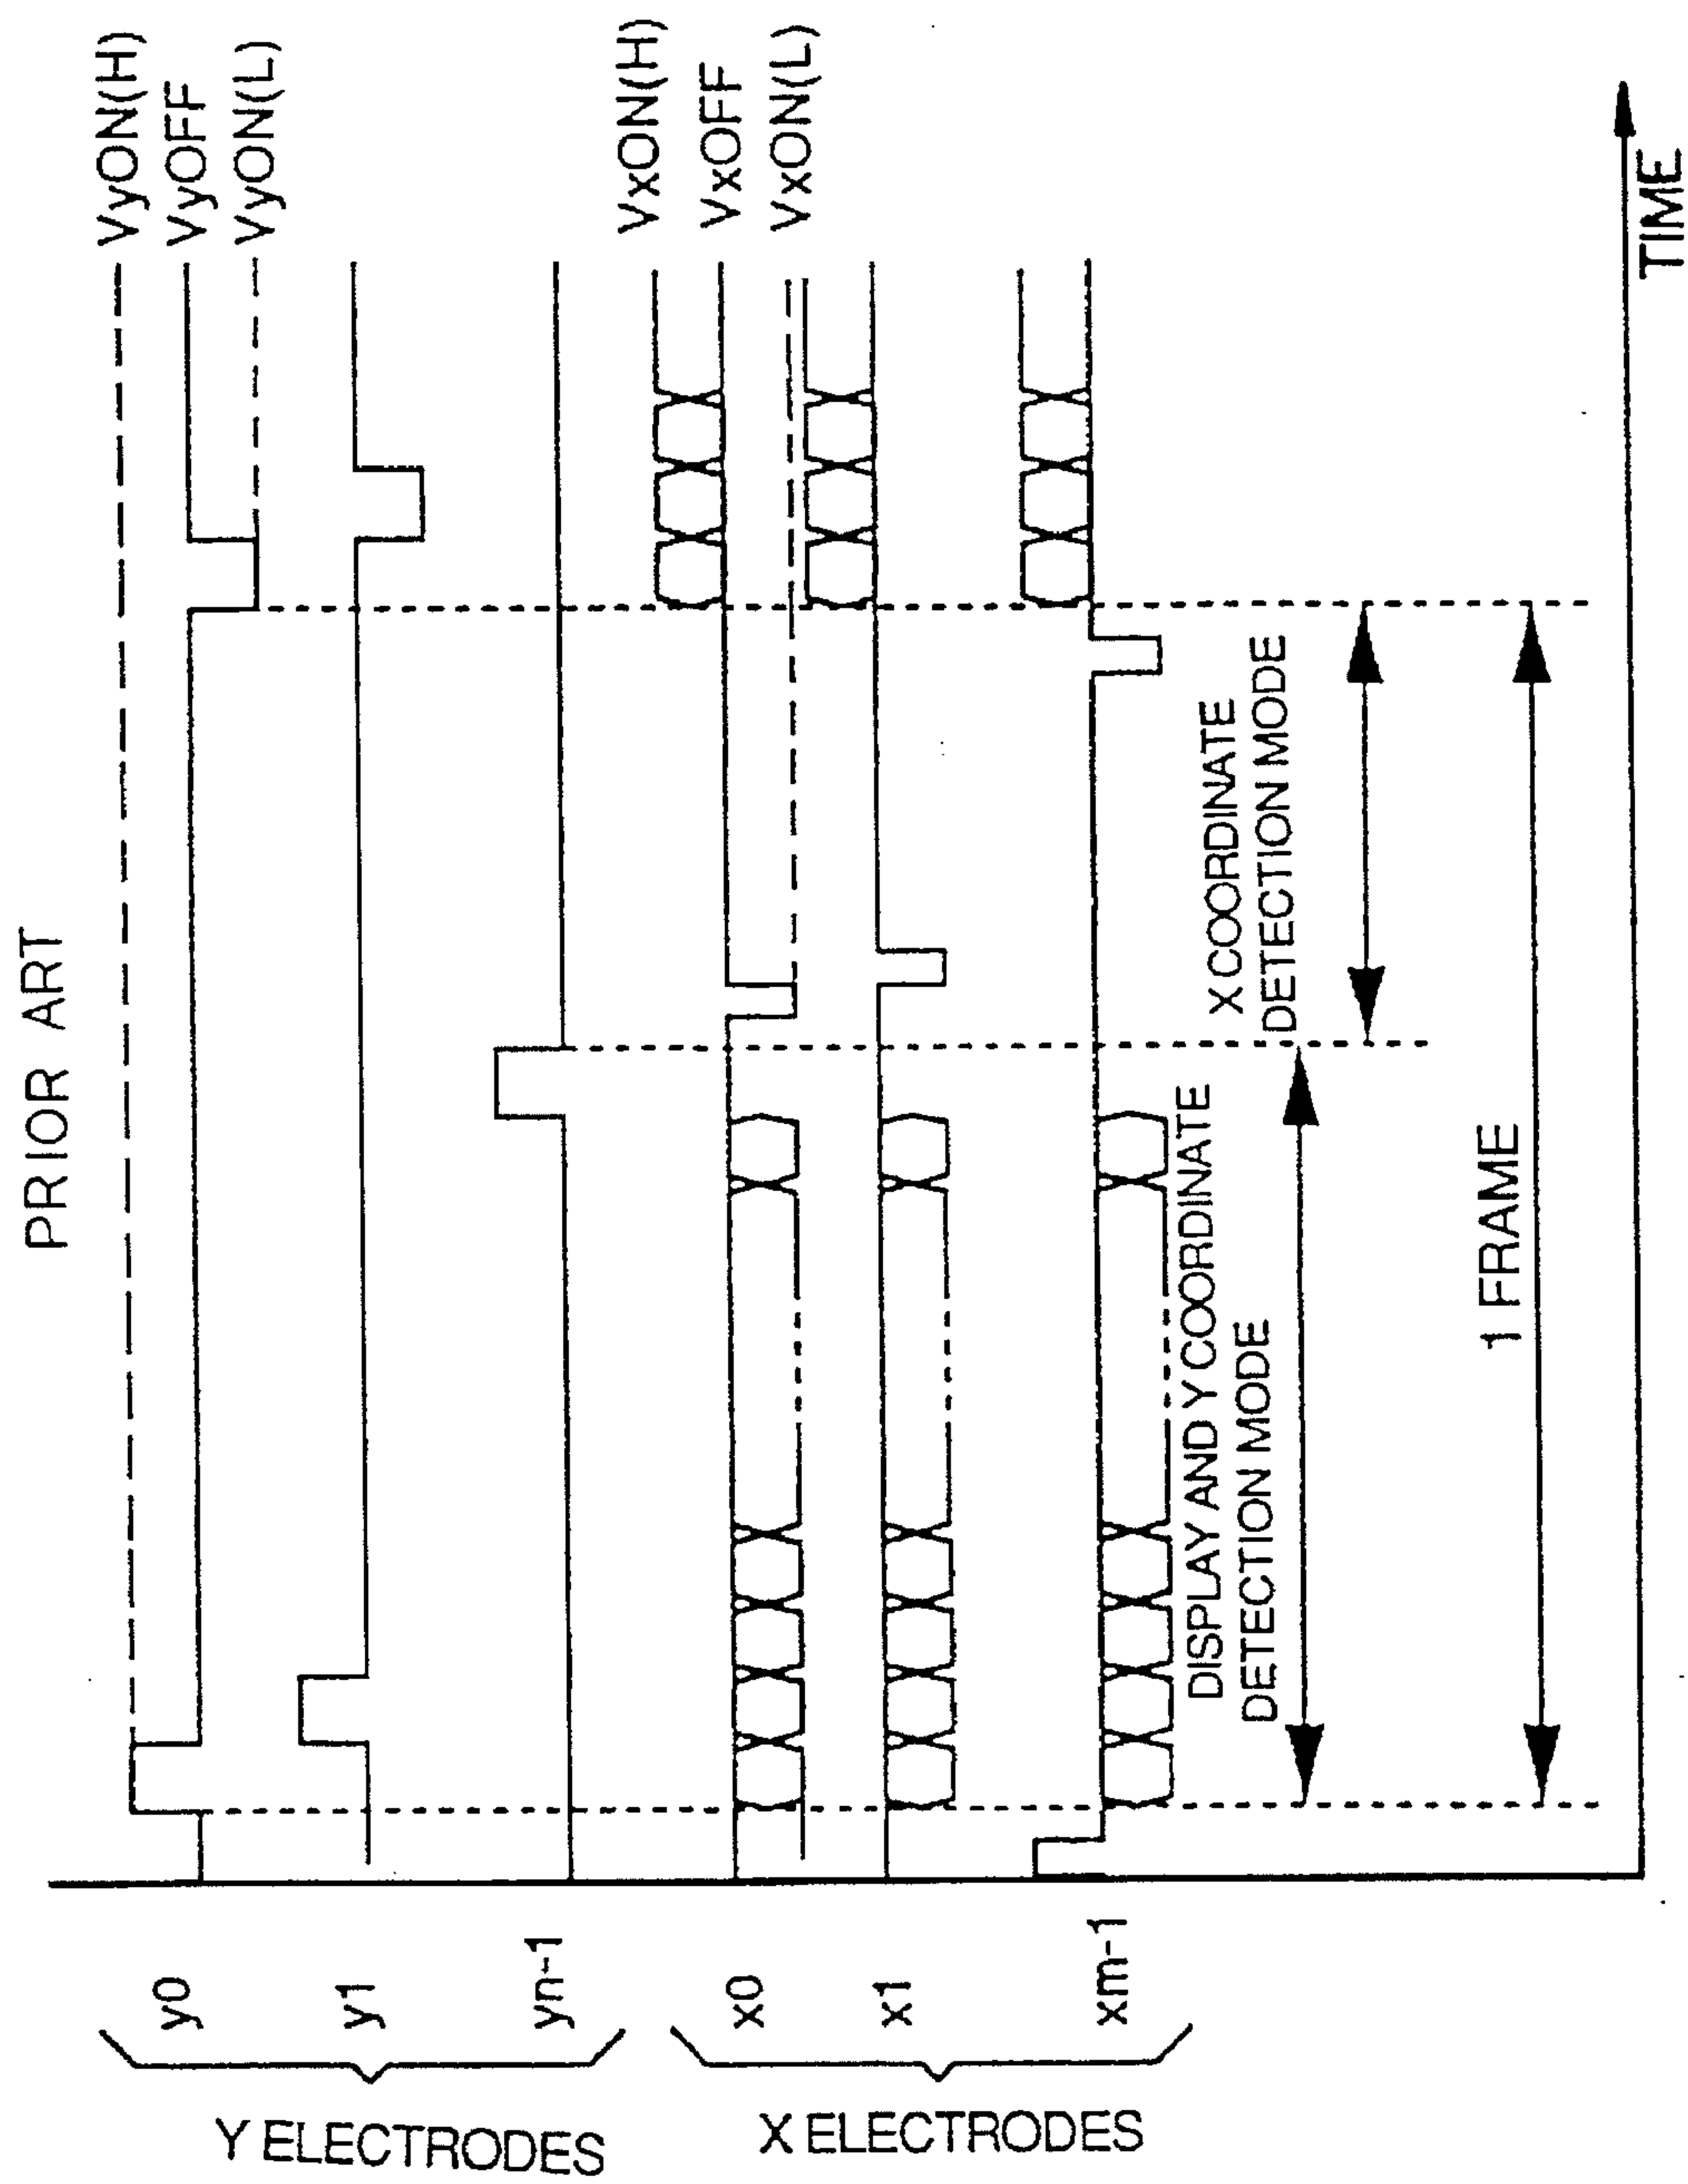 PRIOR ART
VyON(H)
VyOFF
VyON(L)
VxON(H)
VxOFF
VxON(L)
Y ELECTRODES
y0
y1
yn-1
X ELECTRODES
x0
x1
xm-1
DISPLAY AND Y COORDINATE
DETECTION MODE
X COORDINATE
DETECTION MODE
1 FRAME
TIME